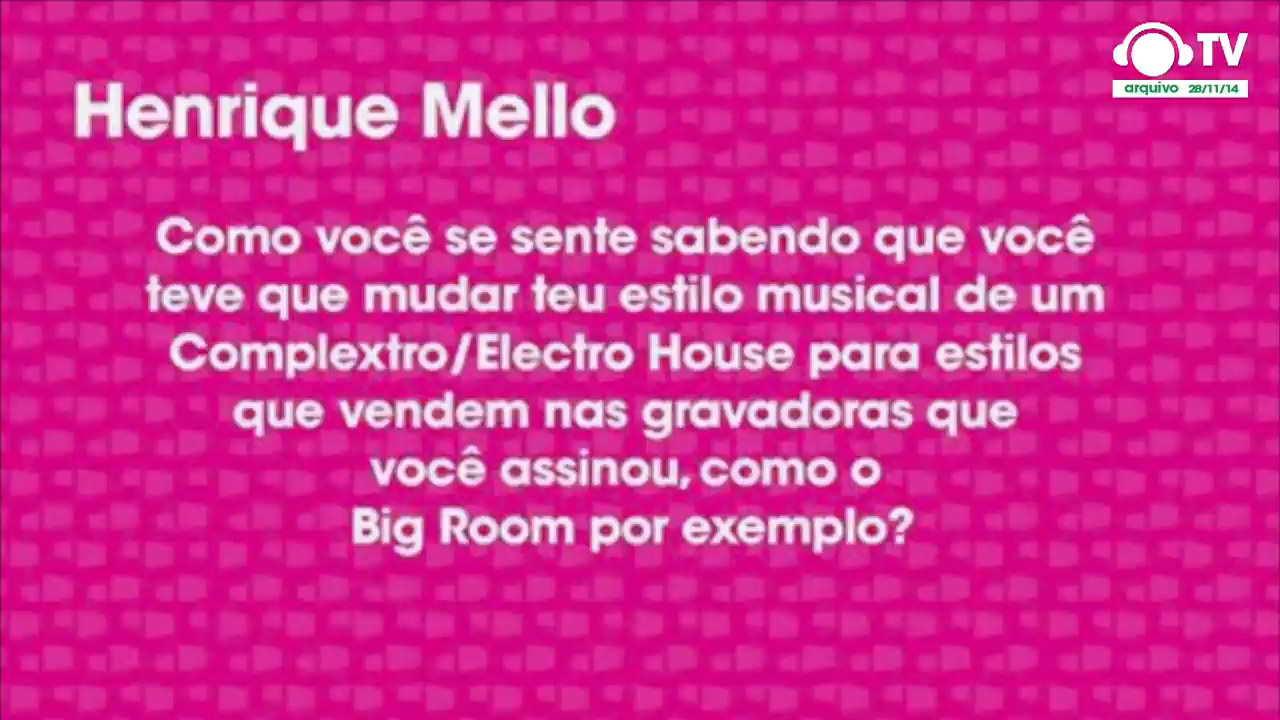 TV
arquivo 28/11/14
Henrique Mello
Como você se sente sabendo que você
teve que mudar teu estilo musical de um
Complextro/Electro House para estilos
que vendem nas gravadoras que
você assinou, como o
Big Room por exemplo?